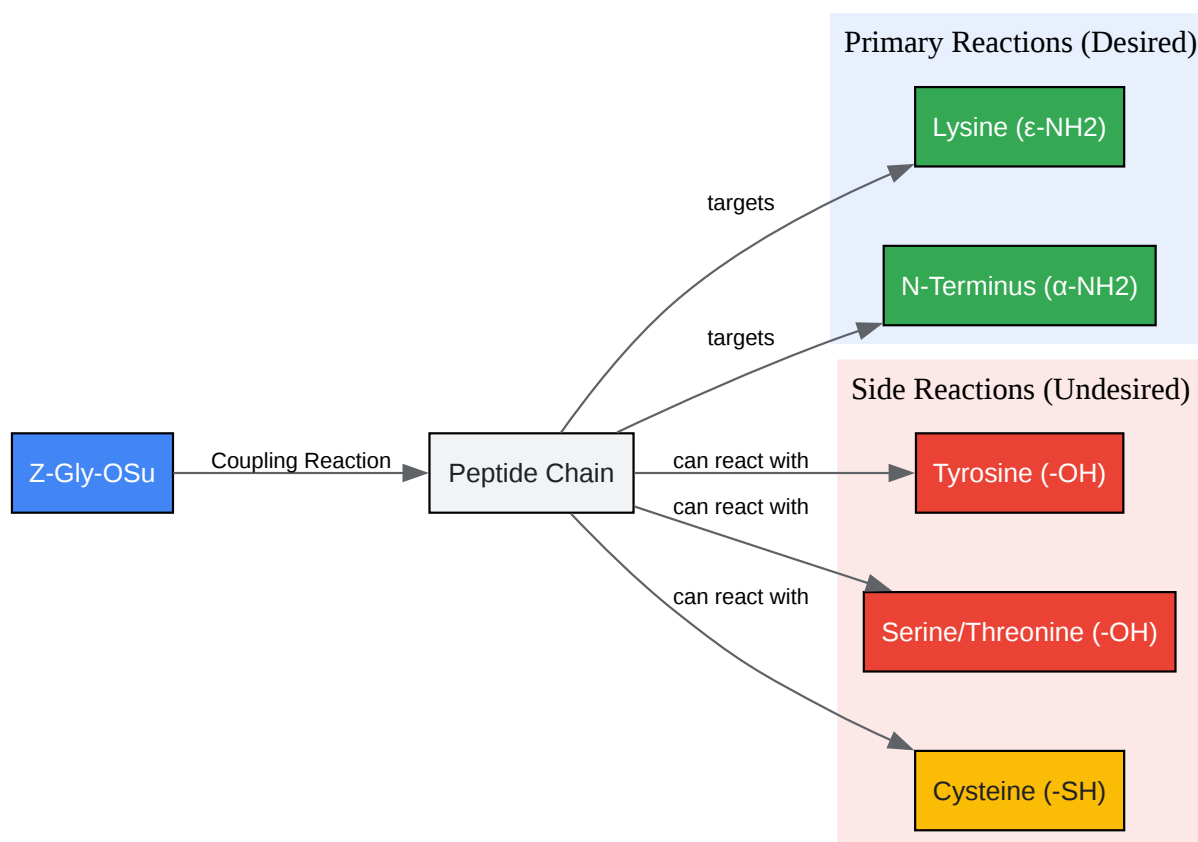 Primary Reactions (Desired)
Lysine (ε-NH2)
targets
N-Terminus (α-NH2)
targets
Side Reactions (Undesired)
Z-Gly-OSu
Coupling Reaction
Peptide Chain
can react with
Tyrosine (-OH)
can react with
can react with
Serine/Threonine (-OH)
Cysteine (-SH)